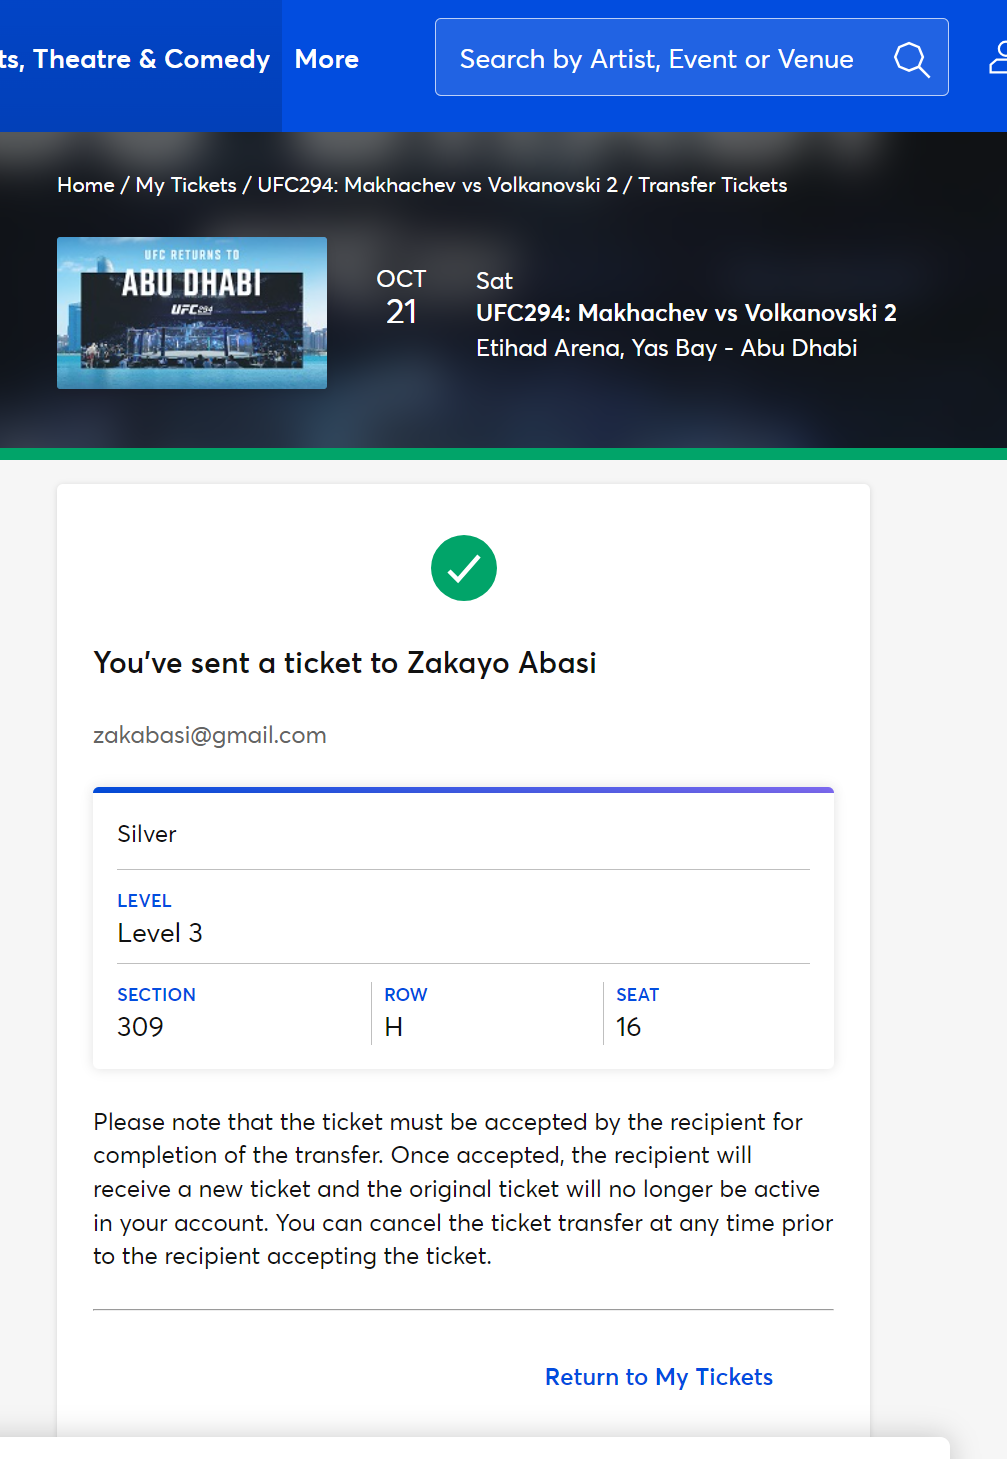 ts, Theatre & Comedy
More
Search by Artist, Event or Venue
Home / My Tickets / UFC294: Makhachev vs Volkanovski 2 / Transfer Tickets
UFC RETURNS TO
ABU DHABI
UFC 294
OCT
21
Sat
UFC294: Makhachev vs Volkanovski 2
Etihad Arena, Yas Bay - Abu Dhabi
You've sent a ticket to Zakayo Abasi
zakabasi@gmail.com
Silver
LEVEL
Level 3
SECTION
309
ROW
H
SEAT
16
Please note that the ticket must be accepted by the recipient for
completion of the transfer. Once accepted, the recipient will
receive a new ticket and the original ticket will no longer be active
in your account. You can cancel the ticket transfer at any time prior
to the recipient accepting the ticket.
Return to My Tickets